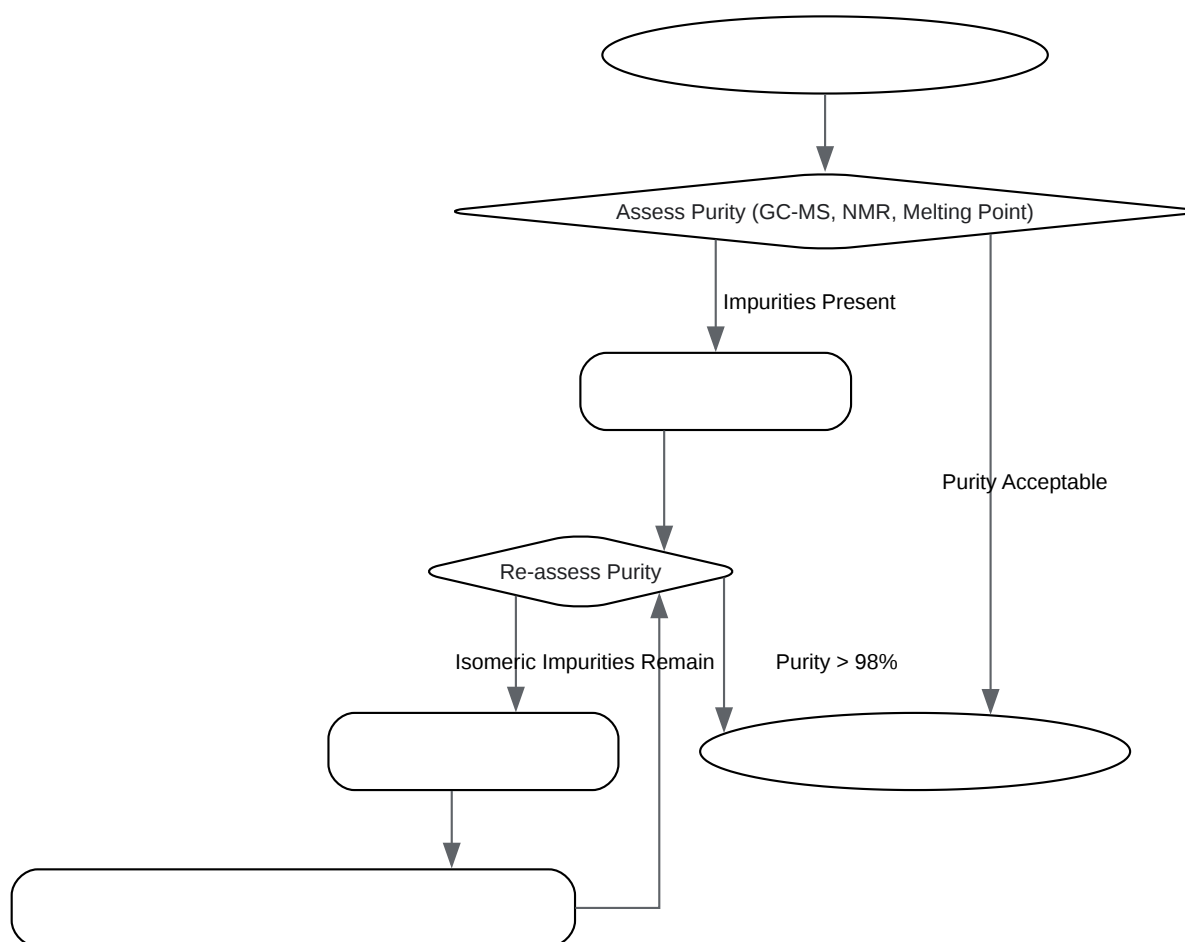 Assess Purity (GC-MS, NMR, Melting Point)
Impurities Present
Purity Acceptable
Re-assess Purity
Isomeric Impurities Remain
Purity > 98%